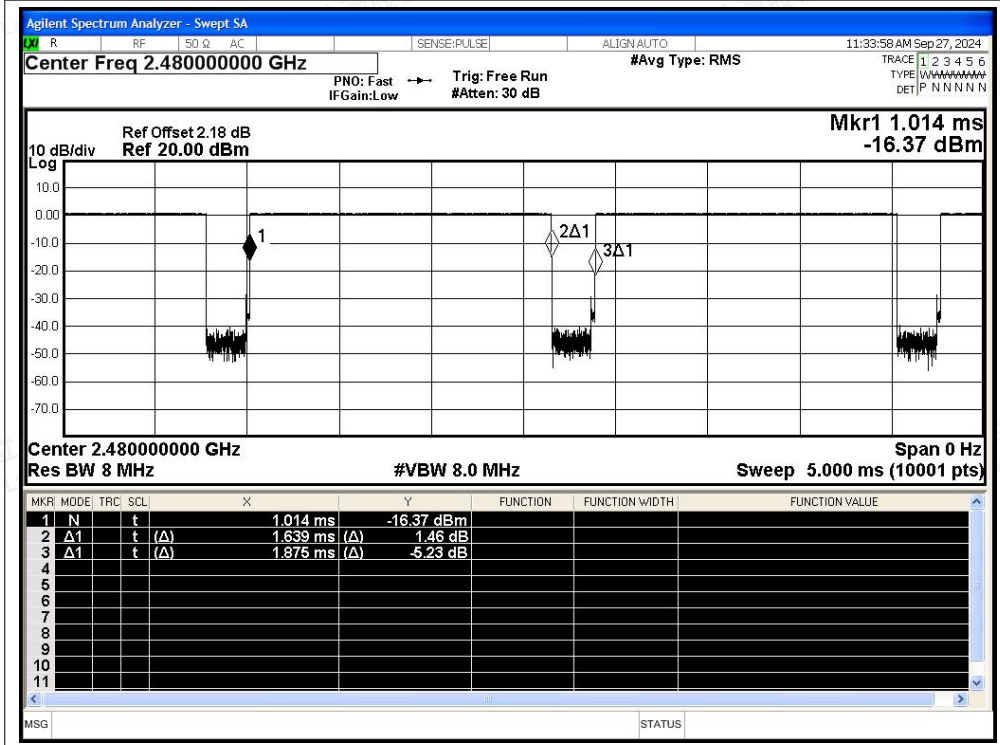 Agilent Spectrum Analyzer - Swept SA
LXI R RF 50 Ω AC SENSE:PULSE ALIGN AUTO 11:33:58 AM Sep 27, 2024
Center Freq 2.480000000 GHz #Avg Type: RMS TRACE 1 2 3 4 5 6
PNO: Fast Trig: Free Run TYPE WWWWWW
IFGain:Low #Atten: 30 dB DET P N N N N N
Mkr1 1.014 ms
Ref Offset 2.18 dB
10 dB/div Ref 20.00 dBm -16.37 dBm
Log
10.0
0.00
1 2Δ1
-10.0
3Δ1
-20.0
-30.0
-40.0
-50.0
-60.0
-70.0
Center 2.480000000 GHz Span 0 Hz
Res BW 8 MHz #VBW 8.0 MHz Sweep 5.000 ms (10001 pts)
MKR MODE TRC SCL X Y FUNCTION FUNCTION WIDTH FUNCTION VALUE
1 N t 1.014 ms -16.37 dBm
2 Δ1 t (Δ) 1.639 ms (Δ) 1.46 dB
3 Δ1 t (Δ) 1.875 ms (Δ) -5.23 dB
4
5
6
7
8
9
10
11
MSG STATUS